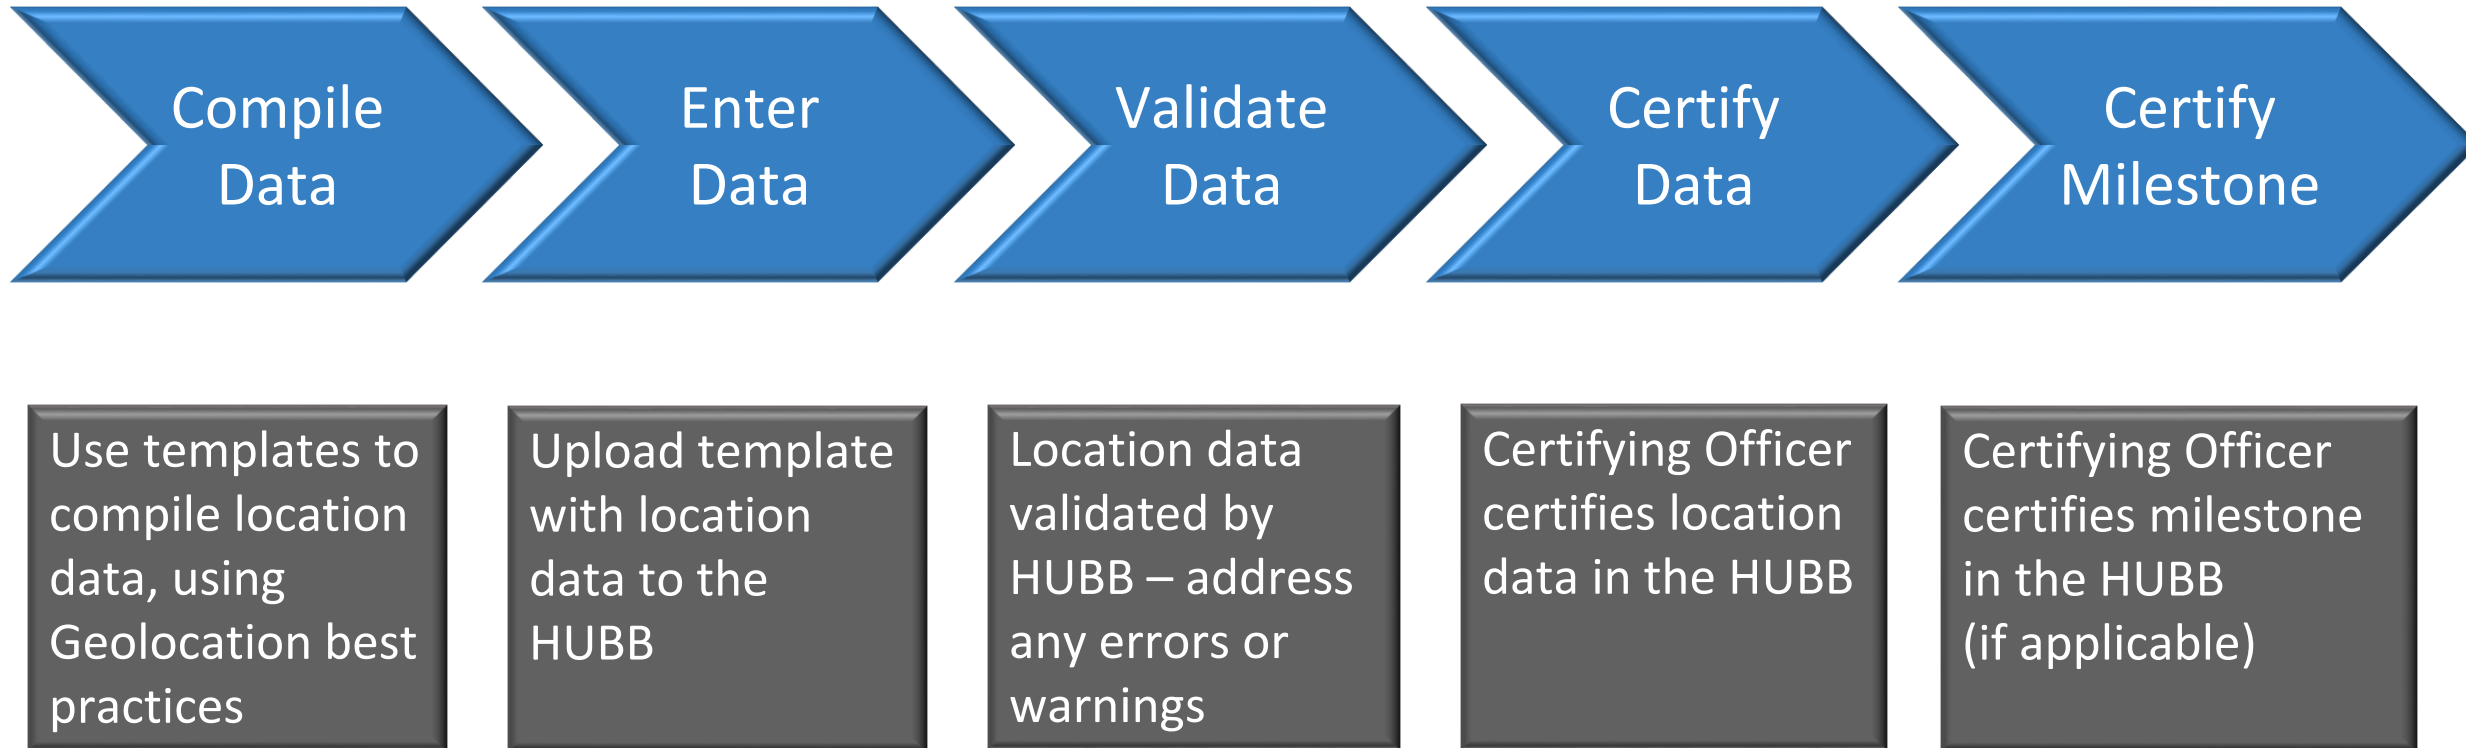 Compile
Data
Enter
Data
Validate
Data
Certify
Data
Certify
Milestone
Use templates to
compile location
data, using
Geolocation best
practices
Upload template
with location
data to the
HUBB
Location data
validated by
HUBB – address
any errors or
warnings
Certifying Officer
certifies location
data in the HUBB
Certifying Officer
certifies milestone
in the HUBB
(if applicable)